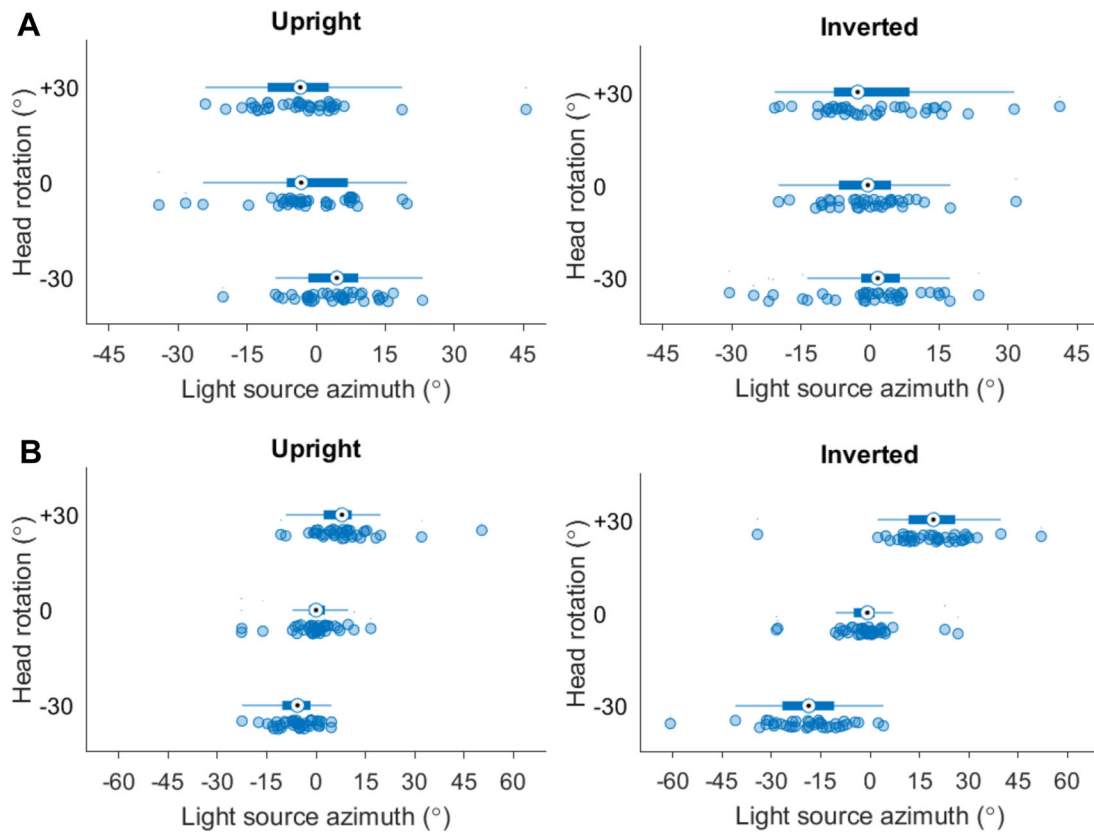 A
Upright
Inverted
Head rotation (°)
+30
0
-30
-45 -30 -15 0 15 30 45
Light source azimuth (°)
Head rotation (°)
+30
0
-30
-45 -30 -15 0 15 30 45
Light source azimuth (°)
B
Upright
Inverted
Head rotation (°)
+30
0
-30
-60 -45 -30 -15 0 15 30 45 60
Light source azimuth (°)
Head rotation (°)
+30
0
-30
-60 -45 -30 -15 0 15 30 45 60
Light source azimuth (°)